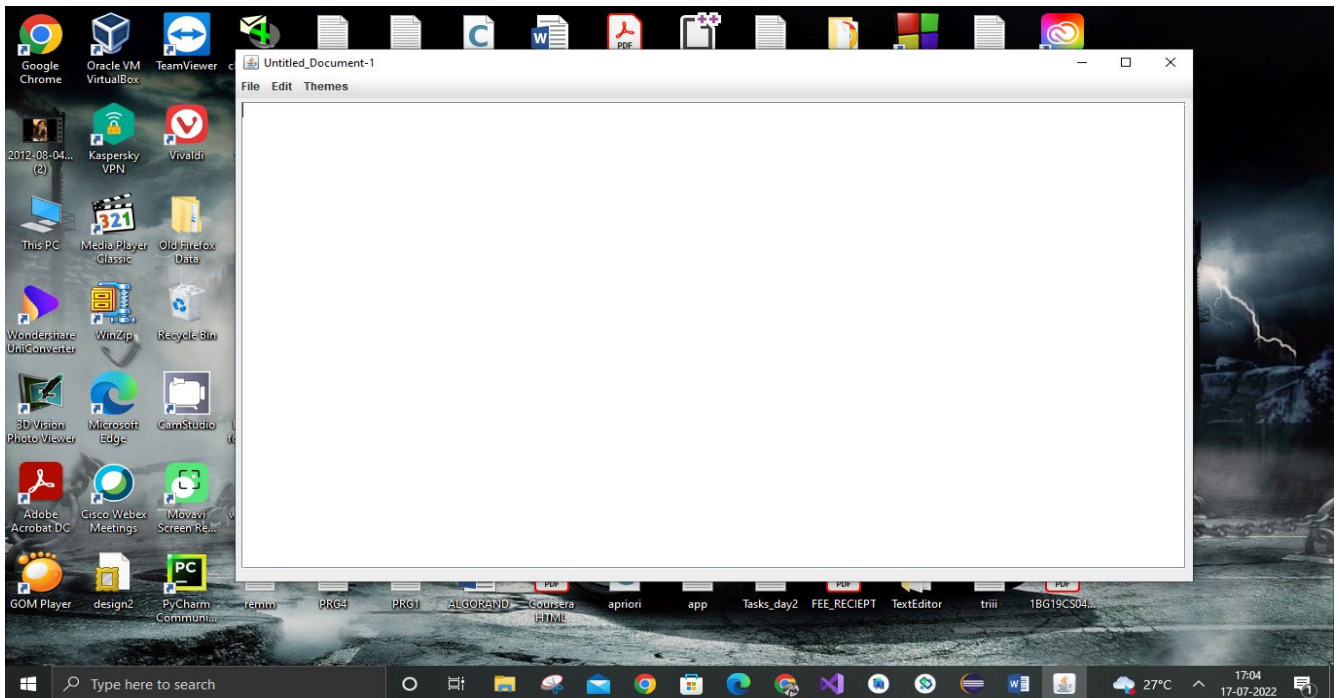 Google
Chrome
Oracle VM
VirtualBox
TeamViewer
PDF
Untitled_Document-1
File Edit Themes
2012-08-04...
(2)
Kaspersky
VPN
Vivaldi
This PC
321
Media Player
Classic
Old Firefox
Data
Wondershare
UniConverter
WinZip
Recycle Bin
3D Vision
Photo Viewer
Microsoft
Edge
CamStudio
Adobe
Acrobat DC
Cisco Webex
Meetings
Movavi
Screen Re...
GOM Player
design2
PC
PyCharm
Communi...
remm
PRG4
PRG1
ALGORAND
Coursera
HTML
apriori
app
Tasks_day2
FEE_RECIEPT
TextEditor
triii
1BG19CS04...
Type here to search
27°C
17:04
17-07-2022